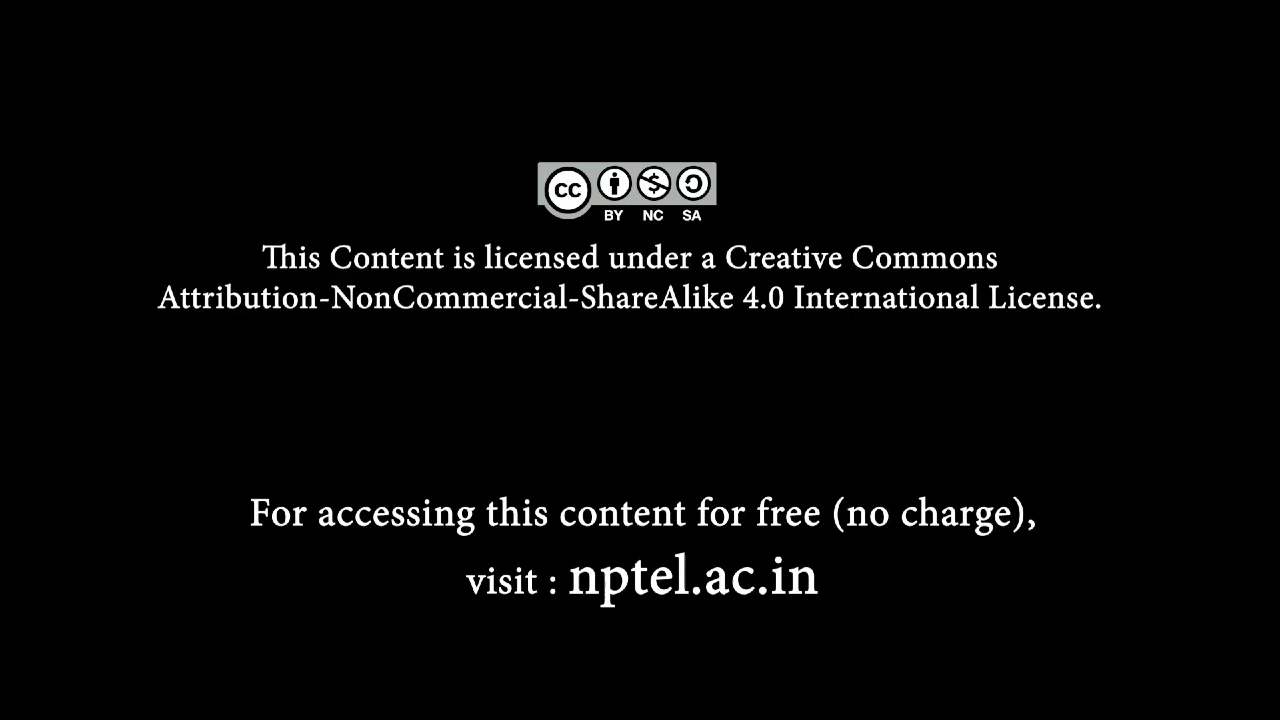 cc
BY NC SA
This Content is licensed under a Creative Commons
Attribution-NonCommercial-ShareAlike 4.0 International License.
For accessing this content for free (no charge),
visit : nptel.ac.in